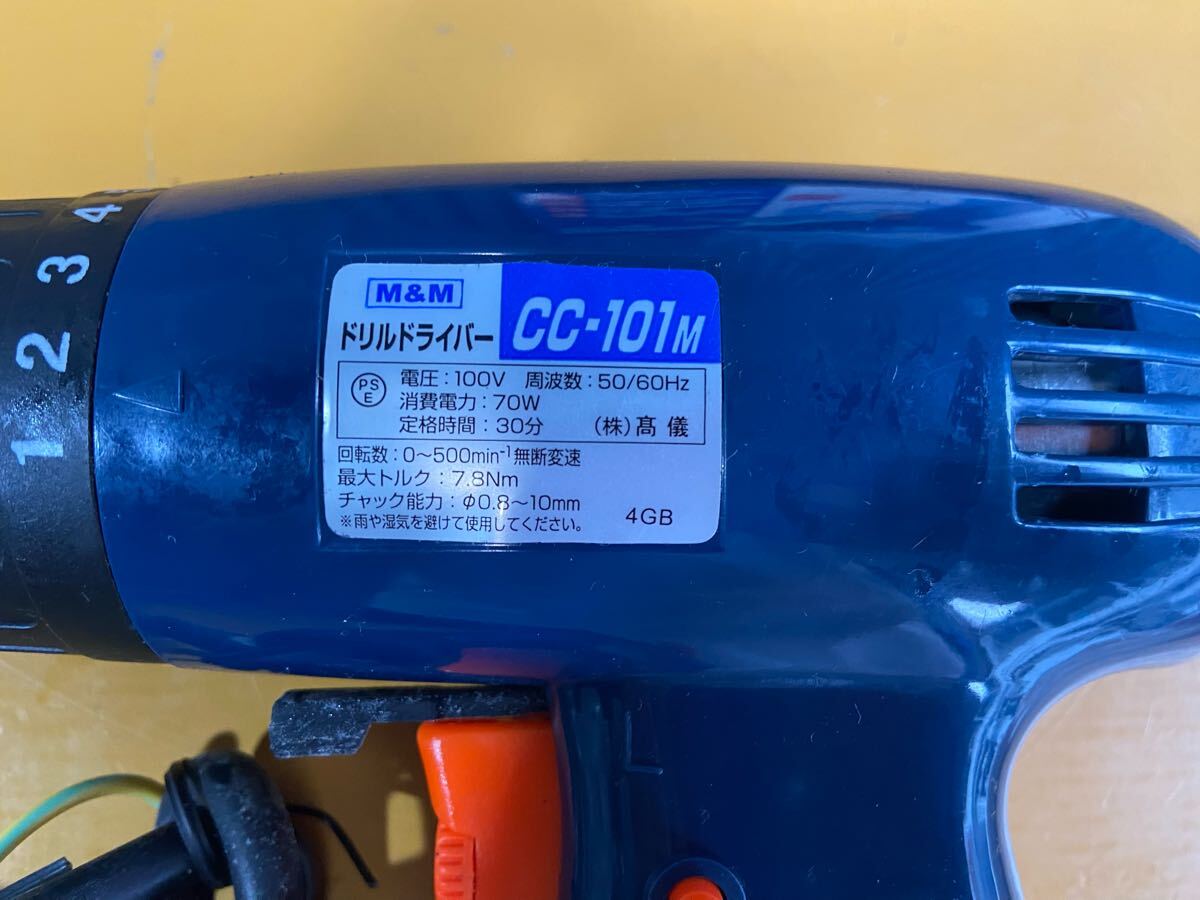 M&M
ドリルドライバー
CC-101M
PSE
電圧：100V 周波数：50/60Hz
消費電力：70W
定格時間：30分 （株）髙儀
回転数：0～500min⁻¹無断変速
最大トルク：7.8Nm
チャック能力：φ0.8～10mm
※雨や湿気を避けて使用してください。
4GB
4
3
2
1